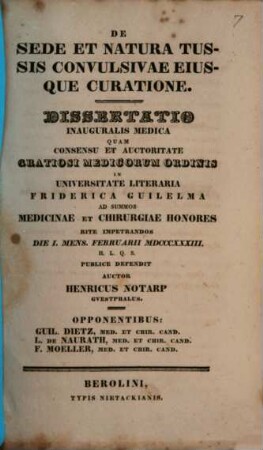 7
DE
SEDE ET NATURA TUS-
SIS CONVULSIVAE EIUS-
QUE CURATIONE.
DISSERTATIO
INAUGURALIS MEDICA
QUAM
CONSENSU ET AUCTORITATE
GRATIOSI MEDICORUM ORDINIS
IN
UNIVERSITATE LITERARIA
FRIDERICA GUILELMA
AD SUMMOS
MEDICINAE ET CHIRURGIAE HONORES
RITE IMPETRANDOS
DIE I. MENS. FEBRUARII MDCCCXXXIII.
H. L. Q. S.
PUBLICE DEFENDIT
AUCTOR
HENRICUS NOTARP
GVESTPHALUS.
OPPONENTIBUS:
GUIL. DIETZ, MED. ET CHIR. CAND.
L. DE NAURATH, MED. ET CHIR. CAND.
F. MOELLER, MED. ET CHIR. CAND.
BEROLINI,
TYPIS NIETACKIANIS.